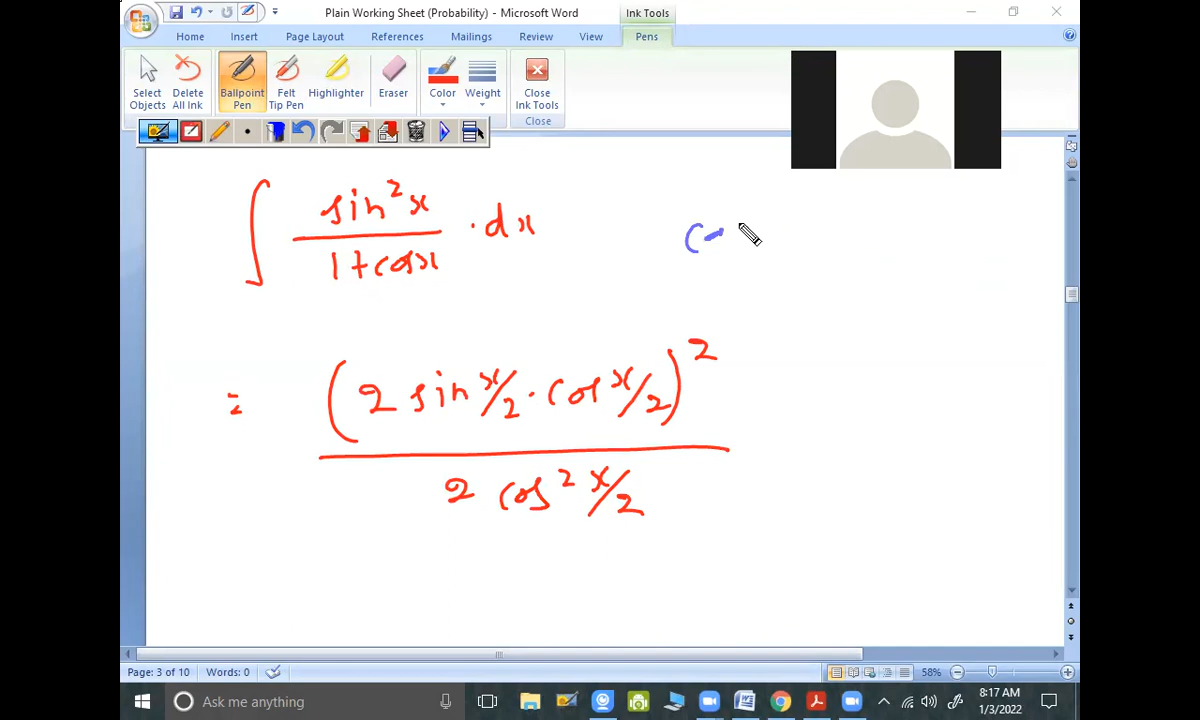 Plain Working Sheet (Probability) - Microsoft Word
Ink Tools
Home Insert Page Layout References Mailings Review View Pens
Select Objects
Delete All Ink
Ballpoint Pen
Felt Tip Pen
Highlighter
Eraser
Color
Weight
Close Ink Tools
Close
∫ sin²x / 1+cosx · dx
= (2 sin x/2 · cos x/2)² / 2 cos² x/2
Page: 3 of 10 Words: 0 58%
Ask me anything
8:17 AM
1/3/2022